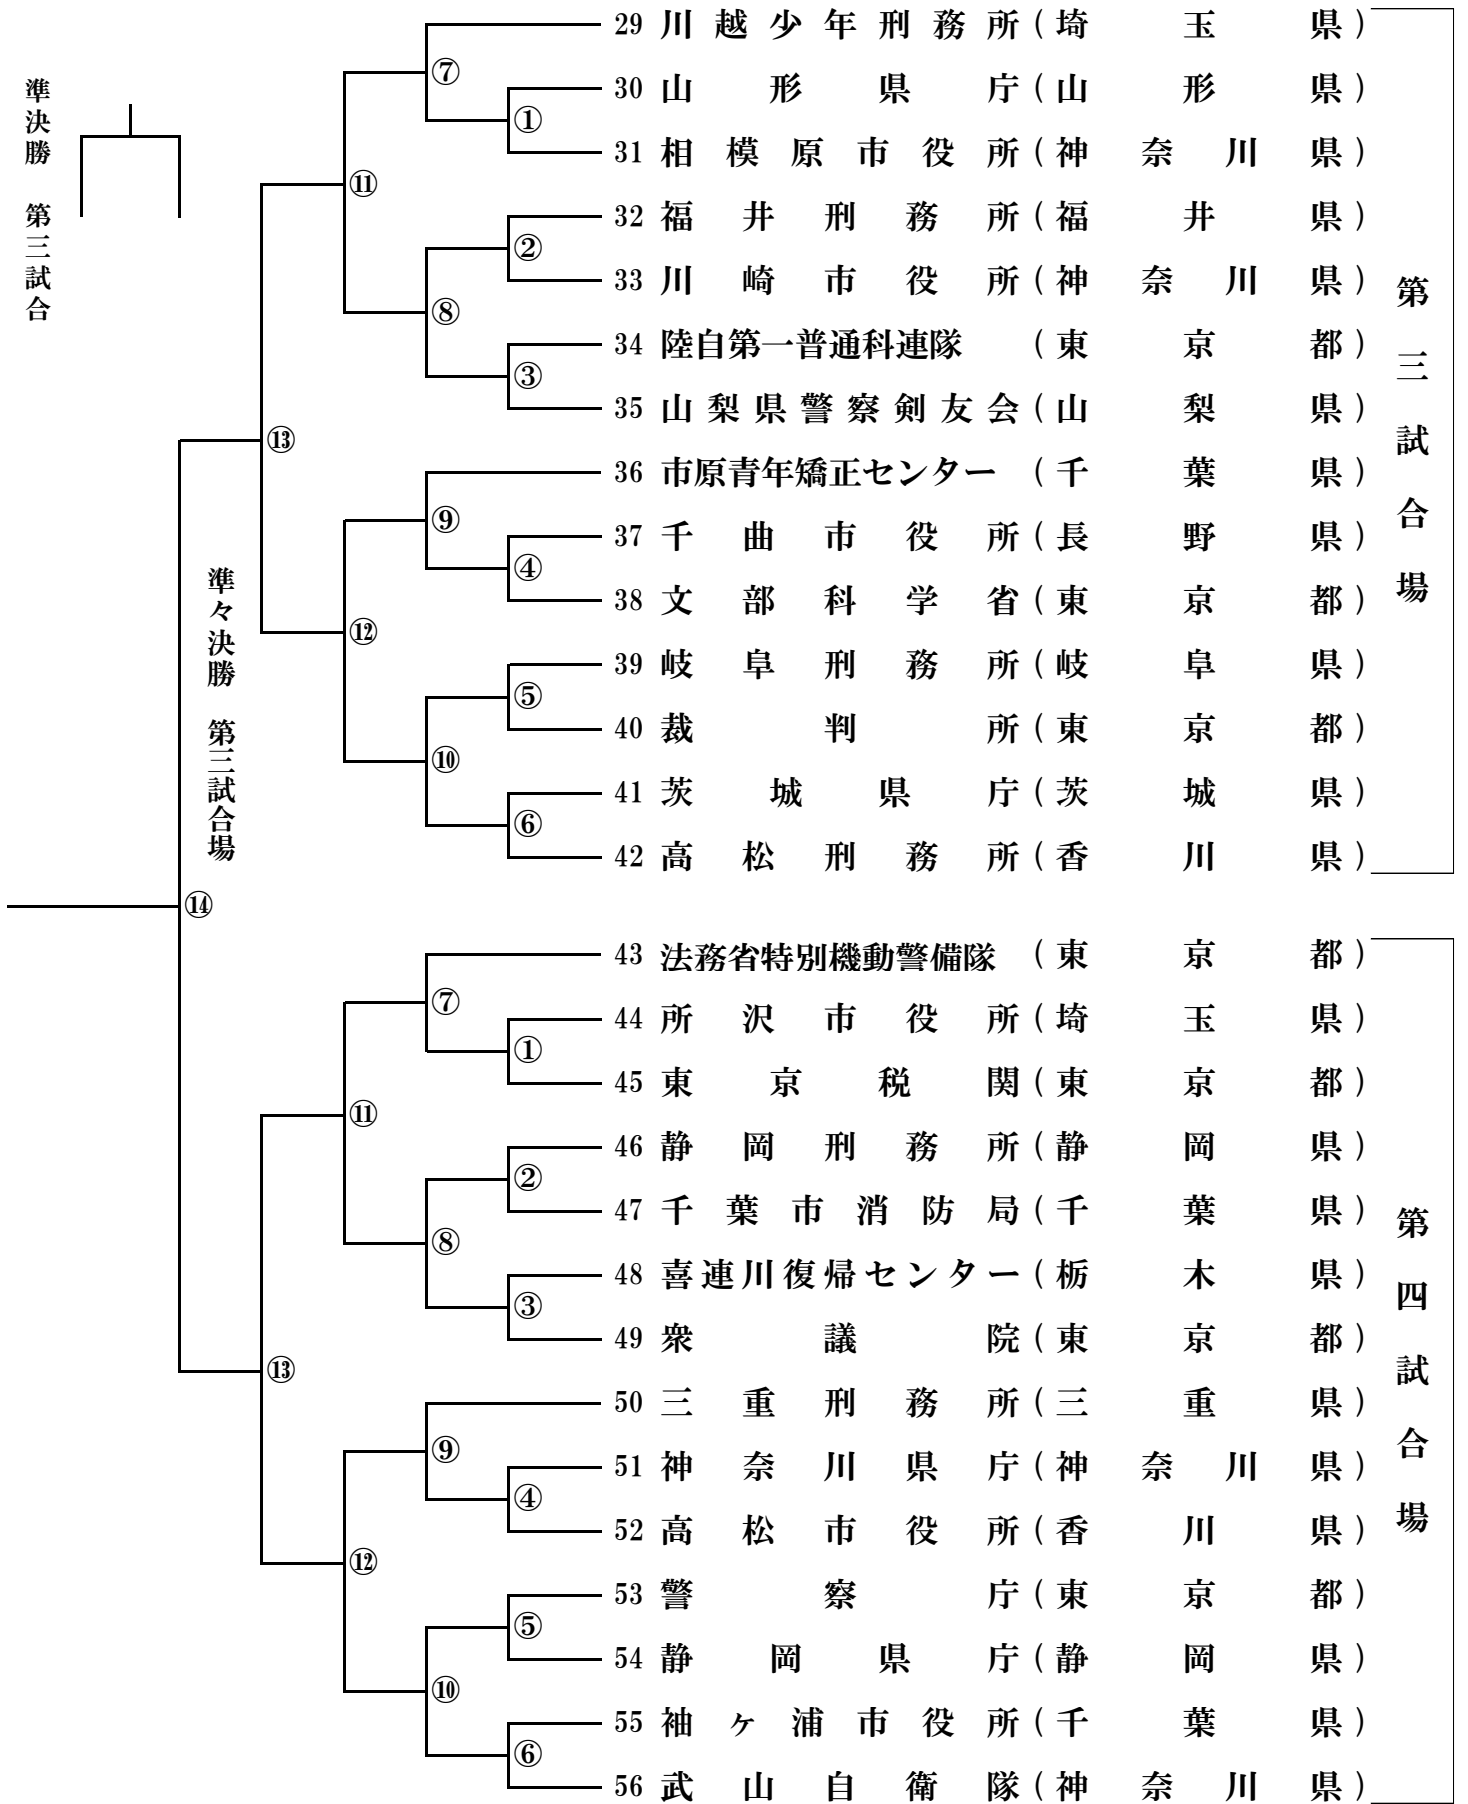 29 川越少年刑務所(埼玉県)
⑦
30 山形県庁(山形県)
①
31 相模原市役所(神奈川県)
⑪
32 福井刑務所(福井県)
②
33 川崎市役所(神奈川県)
⑧
34 陸自第一普通科連隊(東京都)
③
35 山梨県警察剣友会(山梨県)
⑬
36 市原青年矯正センター(千葉県)
⑨
37 千曲市役所(長野県)
④
38 文部科学省(東京都)
⑫
39 岐阜刑務所(岐阜県)
⑤
40 裁判所(東京都)
⑩
41 茨城県庁(茨城県)
⑥
42 高松刑務所(香川県)
第三試合場
準決勝 第三試合
準々決勝 第三試合場
⑭
43 法務省特別機動警備隊(東京都)
⑦
44 所沢市役所(埼玉県)
①
45 東京税関(東京都)
⑪
46 静岡刑務所(静岡県)
②
47 千葉市消防局(千葉県)
⑧
48 喜連川復帰センター(栃木県)
③
49 衆議院(東京都)
⑬
50 三重刑務所(三重県)
⑨
51 神奈川県庁(神奈川県)
④
52 高松市役所(香川県)
⑫
53 警察庁(東京都)
⑤
54 静岡県庁(静岡県)
⑩
55 袖ヶ浦市役所(千葉県)
⑥
56 武山自衛隊(神奈川県)
第四試合場